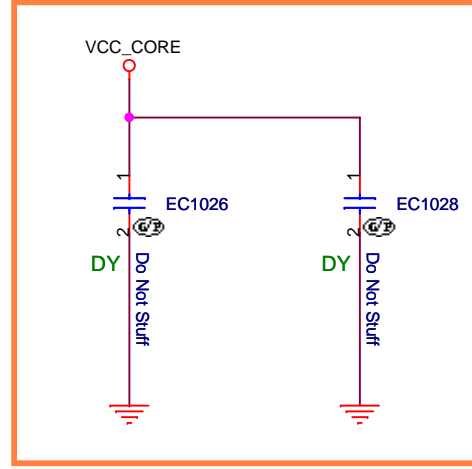 VCC_CORE
1
EC1026
G/P
2
DY
Do Not Stuff
1
EC1028
G/P
2
DY
Do Not Stuff